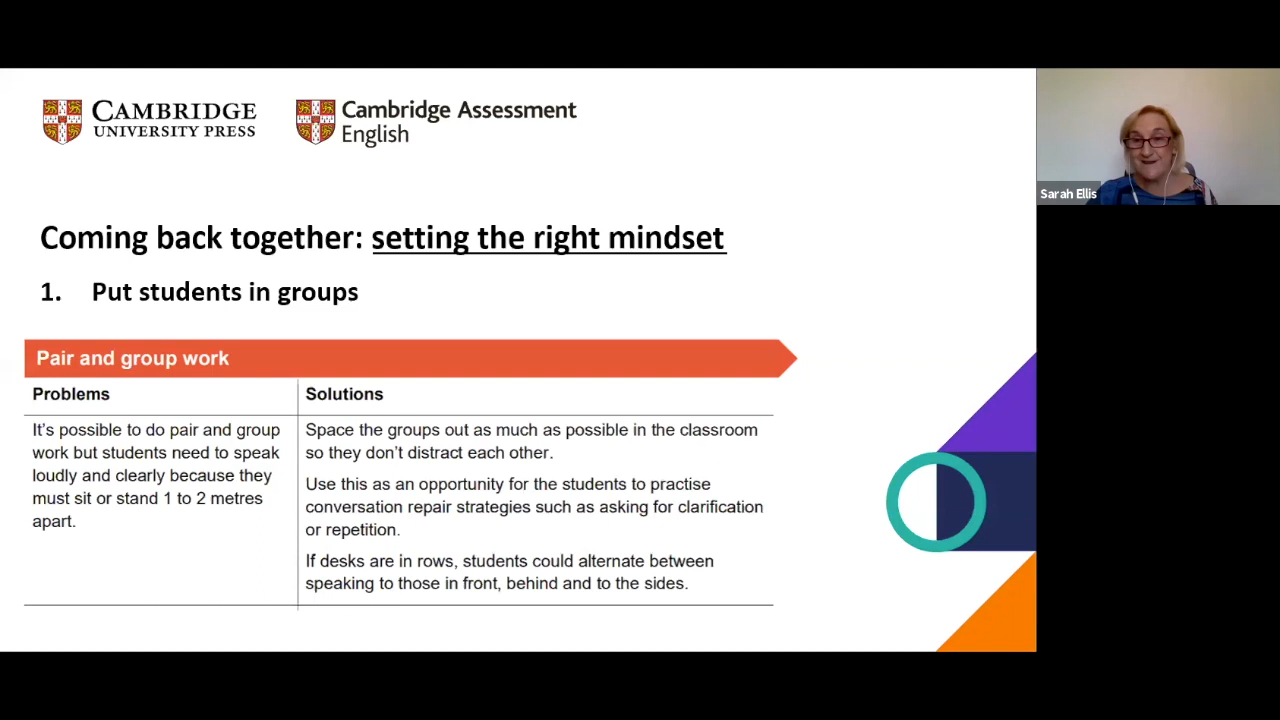 CAMBRIDGE
UNIVERSITY PRESS
Cambridge Assessment
English
Sarah Ellis
Coming back together: setting the right mindset
1. Put students in groups
Pair and group work
Problems
Solutions
It's possible to do pair and group
work but students need to speak
loudly and clearly because they
must sit or stand 1 to 2 metres
apart.
Space the groups out as much as possible in the classroom
so they don't distract each other.
Use this as an opportunity for the students to practise
conversation repair strategies such as asking for clarification
or repetition.
If desks are in rows, students could alternate between
speaking to those in front, behind and to the sides.